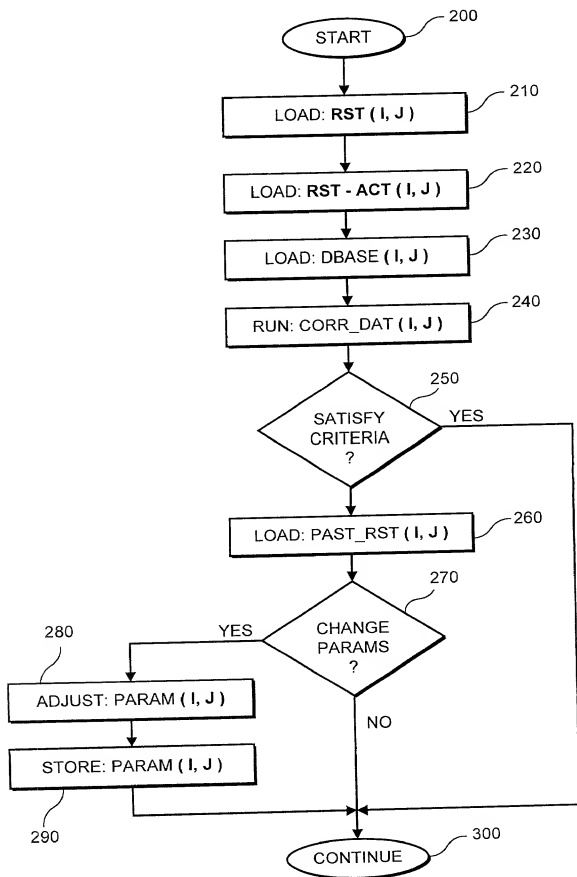 200
START
210
LOAD: RST ( I, J )
220
LOAD: RST - ACT ( I, J )
230
LOAD: DBASE ( I, J )
240
RUN: CORR_DAT ( I, J )
250
SATISFY
CRITERIA
?
YES
260
LOAD: PAST_RST ( I, J )
270
CHANGE
PARAMS
?
YES
280
ADJUST: PARAM ( I, J )
NO
STORE: PARAM ( I, J )
290
300
CONTINUE